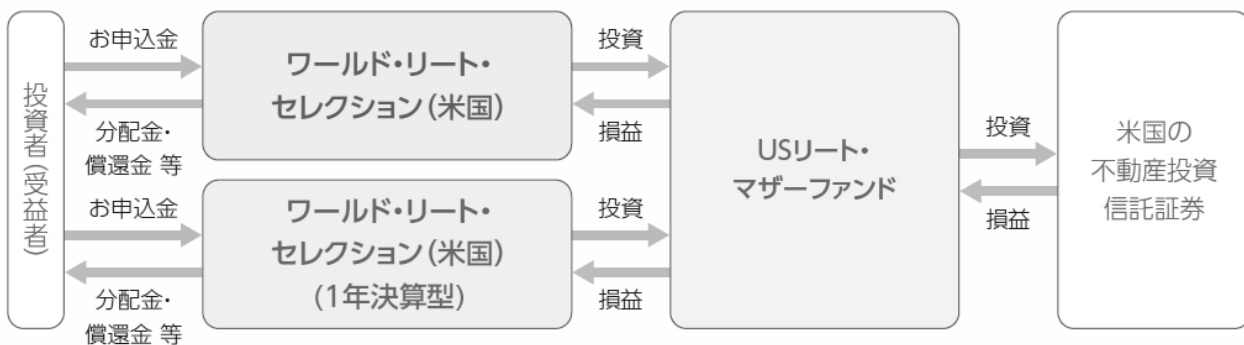 投資者(受益者)
お申込金
分配金・
償還金 等
お申込金
分配金・
償還金 等
ワールド・リート・
セレクション(米国)
ワールド・リート・
セレクション(米国)
(1年決算型)
投資
損益
投資
損益
USリート・
マザーファンド
投資
損益
米国の
不動産投資
信託証券